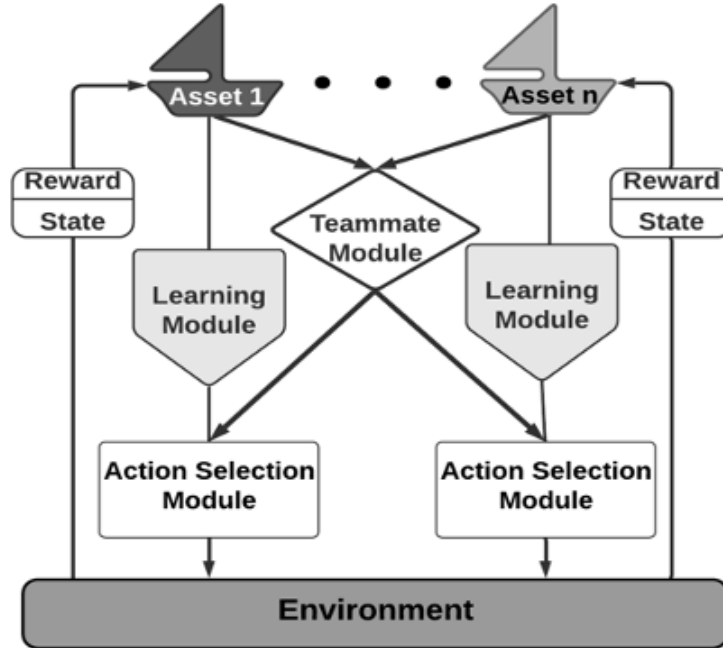 Asset 1
Asset n
Reward
State
Teammate
Module
Reward
State
Learning
Module
Learning
Module
Action Selection
Module
Action Selection
Module
Environment